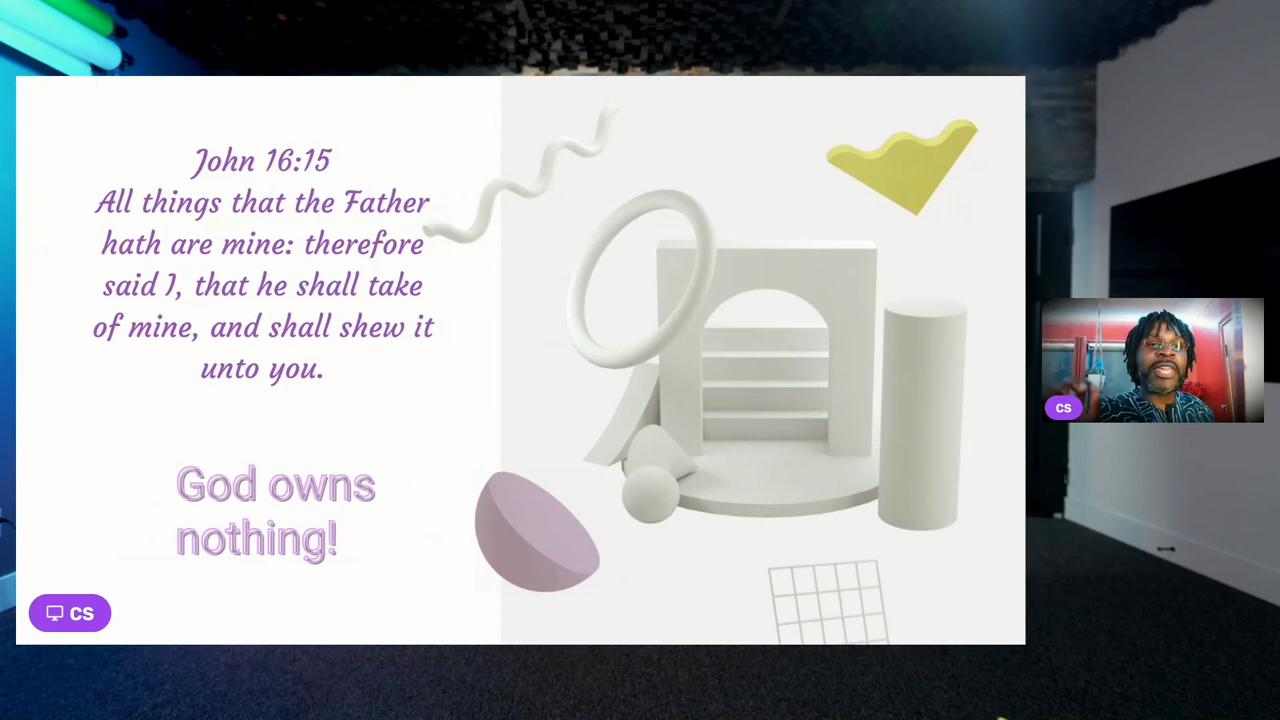 John 16:15
All things that the Father
hath are mine: therefore
said I, that he shall take
of mine, and shall shew it
unto you.
God owns
nothing!
CS
CS